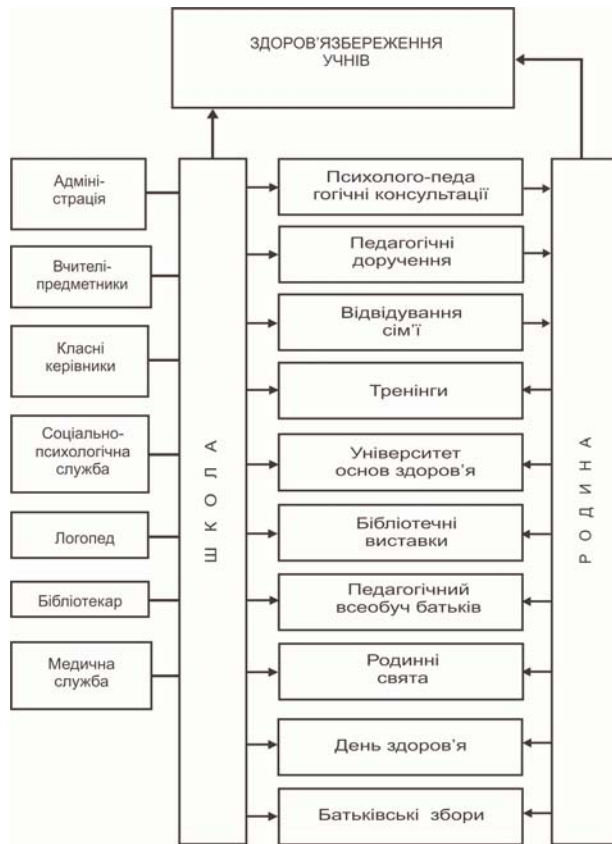 ЗДОРОВ’ЯЗБЕРЕЖЕННЯ
УЧНІВ
Адміні-
страція
Вчителі-
предметники
Класні
керівники
Соціально-
психологічна
служба
Логопед
Бібліотекар
Медична
служба
ШКОЛА
Психолого-педа
гогічні консультації
Педагогічні
доручення
Відвідування
сім’ї
Тренінги
Університет
основ здоров’я
Бібліотечні
виставки
Педагогічний
всеобуч батьків
Родинні
свята
День здоров’я
Батьківські збори
РОДИНА